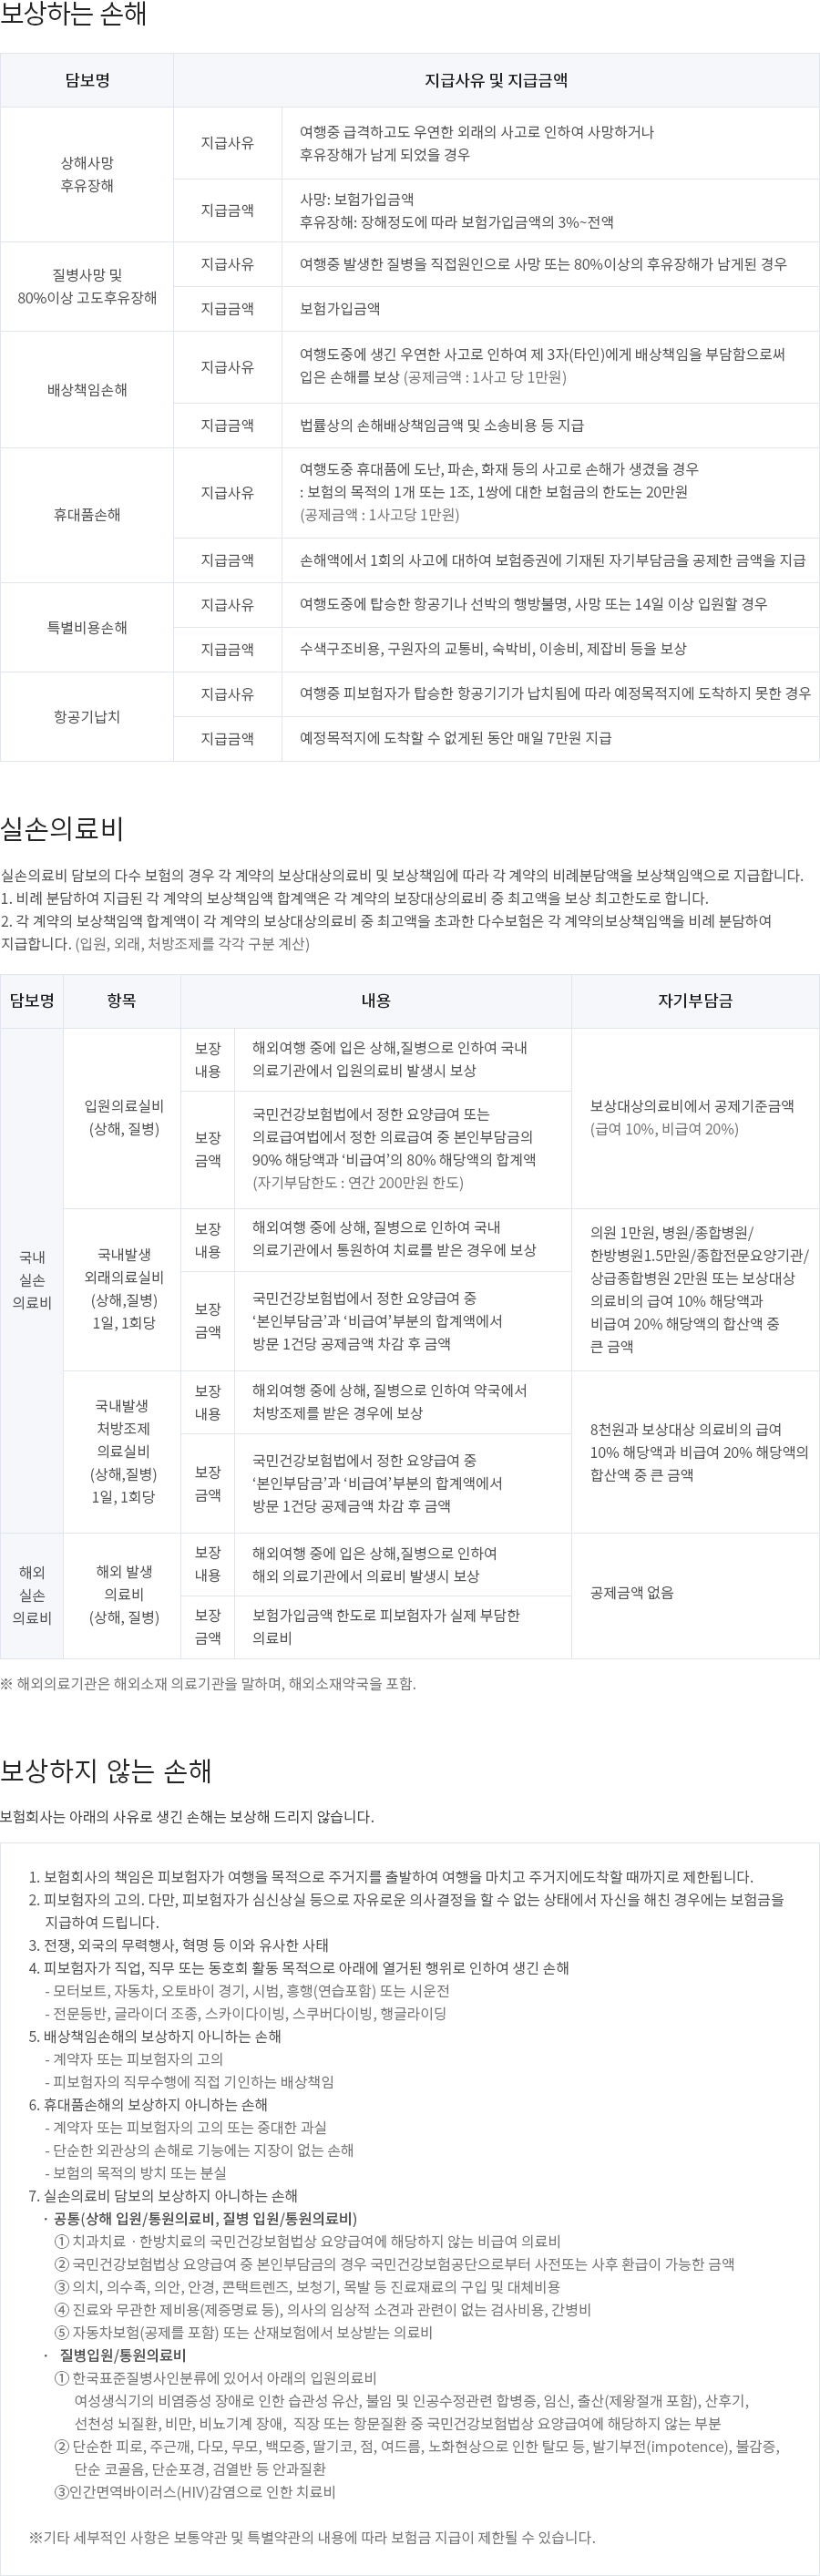 보상하는 손해
담보명 지급사유 및 지급금액
상해사망
후유장해
지급사유
여행중 급격하고도 우연한 외래의 사고로 인하여 사망하거나
후유장해가 남게 되었을 경우
지급금액
사망: 보험가입금액
후유장해: 장해정도에 따라 보험가입금액의 3%~전액
질병사망 및
80%이상 고도후유장해
지급사유 여행중 발생한 질병을 직접원인으로 사망 또는 80%이상의 후유장해가 남게된 경우
지급금액 보험가입금액
배상책임손해
지급사유
여행도중에 생긴 우연한 사고로 인하여 제 3자(타인)에게 배상책임을 부담함으로써
입은 손해를 보상 (공제금액 : 1사고 당 1만원)
지급금액 법률상의 손해배상책임금액 및 소송비용 등 지급
휴대품손해
지급사유
여행도중 휴대품에 도난, 파손, 화재 등의 사고로 손해가 생겼을 경우
: 보험의 목적의 1개 또는 1조, 1쌍에 대한 보험금의 한도는 20만원
(공제금액 : 1사고당 1만원)
지급금액 손해액에서 1회의 사고에 대하여 보험증권에 기재된 자기부담금을 공제한 금액을 지급
특별비용손해
지급사유 여행도중에 탑승한 항공기나 선박의 행방불명, 사망 또는 14일 이상 입원할 경우
지급금액 수색구조비용, 구원자의 교통비, 숙박비, 이송비, 제잡비 등을 보상
항공기납치
지급사유 여행중 피보험자가 탑승한 항공기기가 납치됨에 따라 예정목적지에 도착하지 못한 경우
지급금액 예정목적지에 도착할 수 없게된 동안 매일 7만원 지급
실손의료비
실손의료비 담보의 다수 보험의 경우 각 계약의 보상대상의료비 및 보상책임에 따라 각 계약의 비례분담액을 보상책임액으로 지급합니다.
1. 비례 분담하여 지급된 각 계약의 보상책임액 합계액은 각 계약의 보장대상의료비 중 최고액을 보상 최고한도로 합니다.
2. 각 계약의 보상책임액 합계액이 각 계약의 보상대상의료비 중 최고액을 초과한 다수보험은 각 계약의보상책임액을 비례 분담하여
지급합니다. (입원, 외래, 처방조제를 각각 구분 계산)
담보명 항목 내용 자기부담금
국내
실손
의료비
입원의료실비
(상해, 질병)
보장
내용
해외여행 중에 입은 상해,질병으로 인하여 국내
의료기관에서 입원의료비 발생시 보상
보장
금액
국민건강보험법에서 정한 요양급여 또는
의료급여법에서 정한 의료급여 중 본인부담금의
90% 해당액과 ‘비급여’의 80% 해당액의 합계액
(자기부담한도 : 연간 200만원 한도)
보상대상의료비에서 공제기준금액
(급여 10%, 비급여 20%)
국내발생
외래의료실비
(상해,질병)
1일, 1회당
보장
내용
해외여행 중에 상해, 질병으로 인하여 국내
의료기관에서 통원하여 치료를 받은 경우에 보상
보장
금액
국민건강보험법에서 정한 요양급여 중
‘본인부담금’과 ‘비급여’부분의 합계액에서
방문 1건당 공제금액 차감 후 금액
의원 1만원, 병원/종합병원/
한방병원1.5만원/종합전문요양기관/
상급종합병원 2만원 또는 보상대상
의료비의 급여 10% 해당액과
비급여 20% 해당액의 합산액 중
큰 금액
국내발생
처방조제
의료실비
(상해,질병)
1일, 1회당
보장
내용
해외여행 중에 상해, 질병으로 인하여 약국에서
처방조제를 받은 경우에 보상
보장
금액
국민건강보험법에서 정한 요양급여 중
‘본인부담금’과 ‘비급여’부분의 합계액에서
방문 1건당 공제금액 차감 후 금액
8천원과 보상대상 의료비의 급여
10% 해당액과 비급여 20% 해당액의
합산액 중 큰 금액
해외
실손
의료비
해외 발생
의료비
(상해, 질병)
보장
내용
해외여행 중에 입은 상해,질병으로 인하여
해외 의료기관에서 의료비 발생시 보상
보장
금액
보험가입금액 한도로 피보험자가 실제 부담한
의료비
공제금액 없음
※ 해외의료기관은 해외소재 의료기관을 말하며, 해외소재약국을 포함.
보상하지 않는 손해
보험회사는 아래의 사유로 생긴 손해는 보상해 드리지 않습니다.
1. 보험회사의 책임은 피보험자가 여행을 목적으로 주거지를 출발하여 여행을 마치고 주거지에도착할 때까지로 제한됩니다.
2. 피보험자의 고의. 다만, 피보험자가 심신상실 등으로 자유로운 의사결정을 할 수 없는 상태에서 자신을 해친 경우에는 보험금을
지급하여 드립니다.
3. 전쟁, 외국의 무력행사, 혁명 등 이와 유사한 사태
4. 피보험자가 직업, 직무 또는 동호회 활동 목적으로 아래에 열거된 행위로 인하여 생긴 손해
- 모터보트, 자동차, 오토바이 경기, 시범, 흥행(연습포함) 또는 시운전
- 전문등반, 글라이더 조종, 스카이다이빙, 스쿠버다이빙, 행글라이딩
5. 배상책임손해의 보상하지 아니하는 손해
- 계약자 또는 피보험자의 고의
- 피보험자의 직무수행에 직접 기인하는 배상책임
6. 휴대품손해의 보상하지 아니하는 손해
- 계약자 또는 피보험자의 고의 또는 중대한 과실
- 단순한 외관상의 손해로 기능에는 지장이 없는 손해
- 보험의 목적의 방치 또는 분실
7. 실손의료비 담보의 보상하지 아니하는 손해
· 공통(상해 입원/통원의료비, 질병 입원/통원의료비)
① 치과치료 · 한방치료의 국민건강보험법상 요양급여에 해당하지 않는 비급여 의료비
② 국민건강보험법상 요양급여 중 본인부담금의 경우 국민건강보험공단으로부터 사전또는 사후 환급이 가능한 금액
③ 의치, 의수족, 의안, 안경, 콘택트렌즈, 보청기, 목발 등 진료재료의 구입 및 대체비용
④ 진료와 무관한 제비용(제증명료 등), 의사의 임상적 소견과 관련이 없는 검사비용, 간병비
⑤ 자동차보험(공제를 포함) 또는 산재보험에서 보상받는 의료비
· 질병입원/통원의료비
① 한국표준질병사인분류에 있어서 아래의 입원의료비
여성생식기의 비염증성 장애로 인한 습관성 유산, 불임 및 인공수정관련 합병증, 임신, 출산(제왕절개 포함), 산후기,
선천성 뇌질환, 비만, 비뇨기계 장애, 직장 또는 항문질환 중 국민건강보험법상 요양급여에 해당하지 않는 부분
② 단순한 피로, 주근깨, 다모, 무모, 백모증, 딸기코, 점, 여드름, 노화현상으로 인한 탈모 등, 발기부전(impotence), 불감증,
단순 코골음, 단순포경, 검열반 등 안과질환
③인간면역바이러스(HIV)감염으로 인한 치료비
※기타 세부적인 사항은 보통약관 및 특별약관의 내용에 따라 보험금 지급이 제한될 수 있습니다.